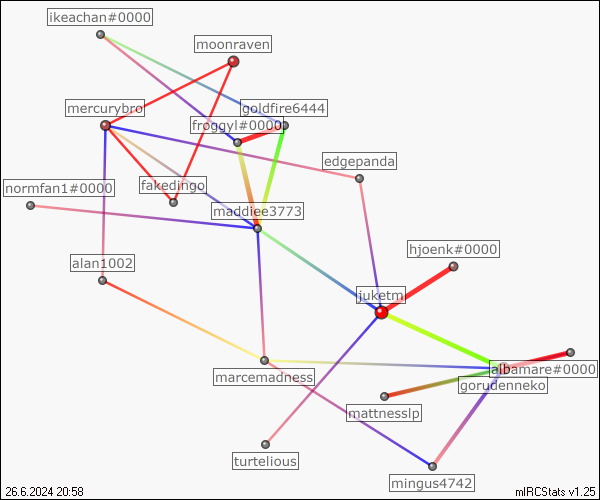 ikeachan#0000
moonraven
mercurybro
goldfire6444
froggyl#0000
edgepanda
normfan1#0000
fakedingo
maddiee3773
hjoenk#0000
alan1002
juketm
marcemadness
albamare#0000
gorudenneko
mattnesslp
turtelious
mingus4742
26.6.2024 20:58
mIRCStats v1.25